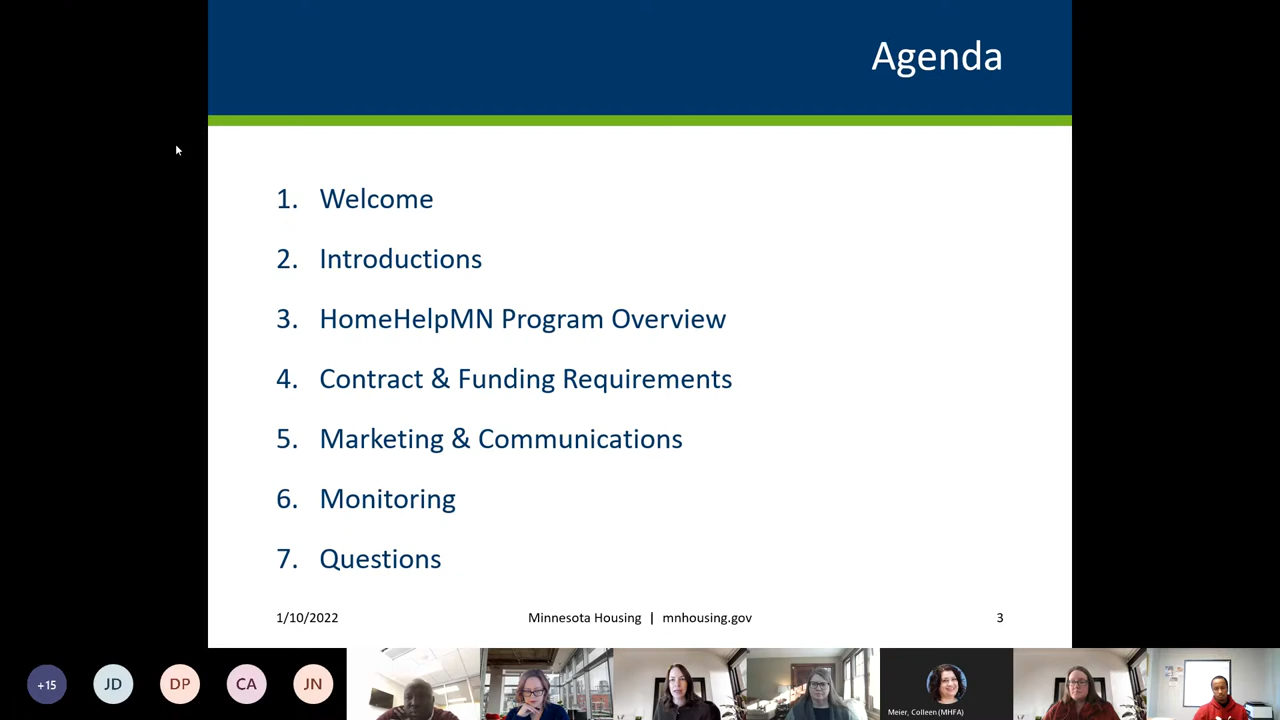 Agenda
1. Welcome
2. Introductions
3. HomeHelpMN Program Overview
4. Contract & Funding Requirements
5. Marketing & Communications
6. Monitoring
7. Questions
1/10/2022 Minnesota Housing | mnhousing.gov 3
+15 JD DP CA JN
Meier, Colleen (MHFA)